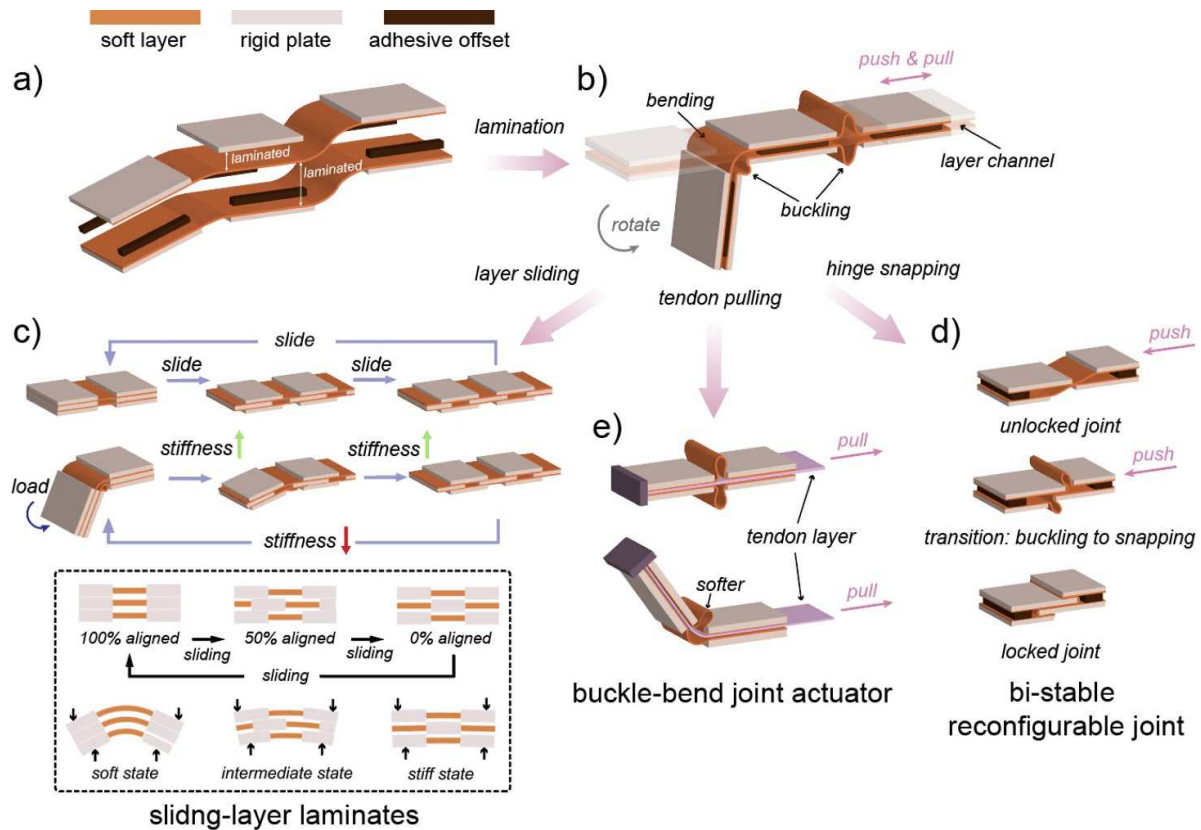 soft layer
rigid plate
adhesive offset
a)
laminated
laminated
lamination
b)
push & pull
bending
layer channel
buckling
rotate
layer sliding
tendon pulling
hinge snapping
c)
slide
slide
slide
stiffness
stiffness
load
stiffness
100% aligned
50% aligned
0% aligned
sliding
sliding
sliding
soft state
intermediate state
stiff state
slidng-layer laminates
e)
pull
tendon layer
softer
pull
buckle-bend joint actuator
d)
push
unlocked joint
push
transition: buckling to snapping
locked joint
bi-stable
reconfigurable joint